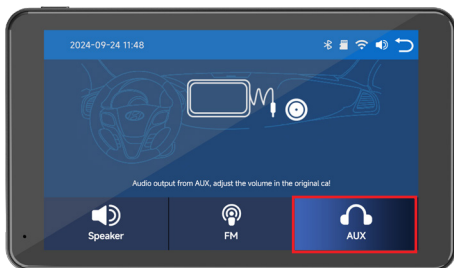 2024-09-24 11:48
Audio output from AUX, adjust the volume in the original ca!
Speaker
FM
AUX